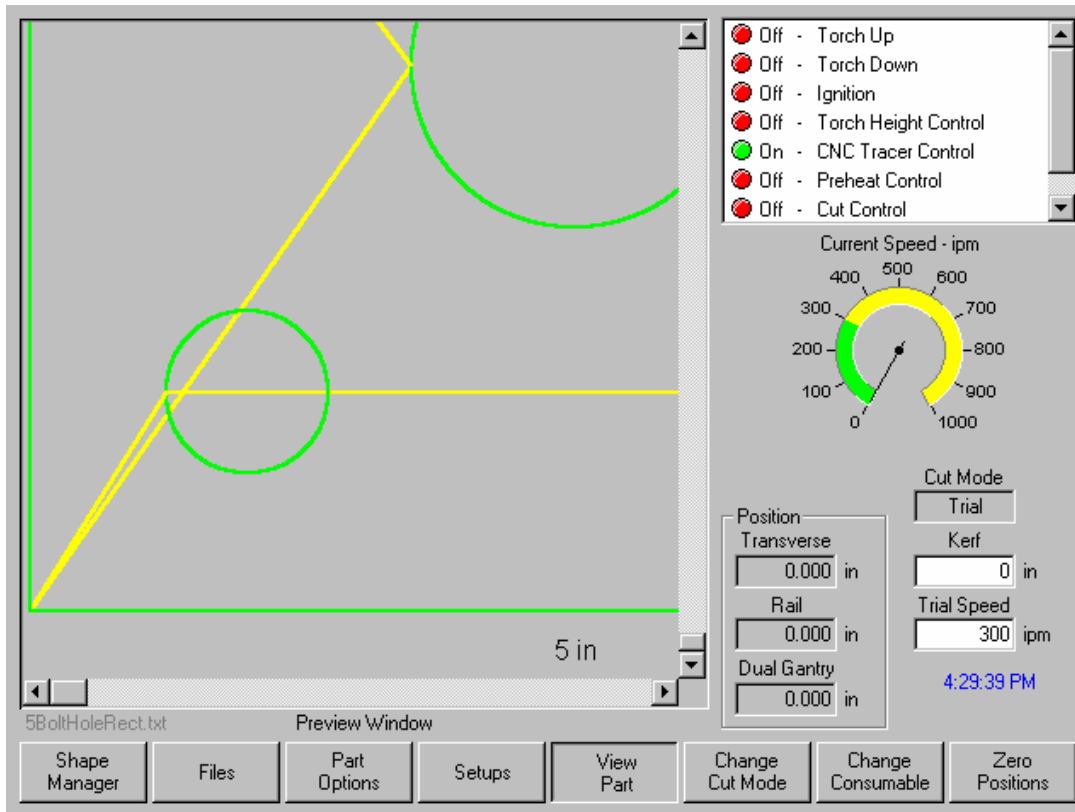 Off - Torch Up
Off - Torch Down
Off - Ignition
Off - Torch Height Control
On - CNC Tracer Control
Off - Preheat Control
Off - Cut Control
Current Speed - ipm
0
100
200
300
400
500
600
700
800
900
1000
Cut Mode
Trial
Position
Transverse
0.000 in
Kerf
0 in
Rail
0.000 in
Trial Speed
300 ipm
Dual Gantry
0.000 in
4:29:39 PM
5 in
5BoltHoleRect.txt
Preview Window
Shape
Manager
Files
Part
Options
Setups
View
Part
Change
Cut Mode
Change
Consumable
Zero
Positions